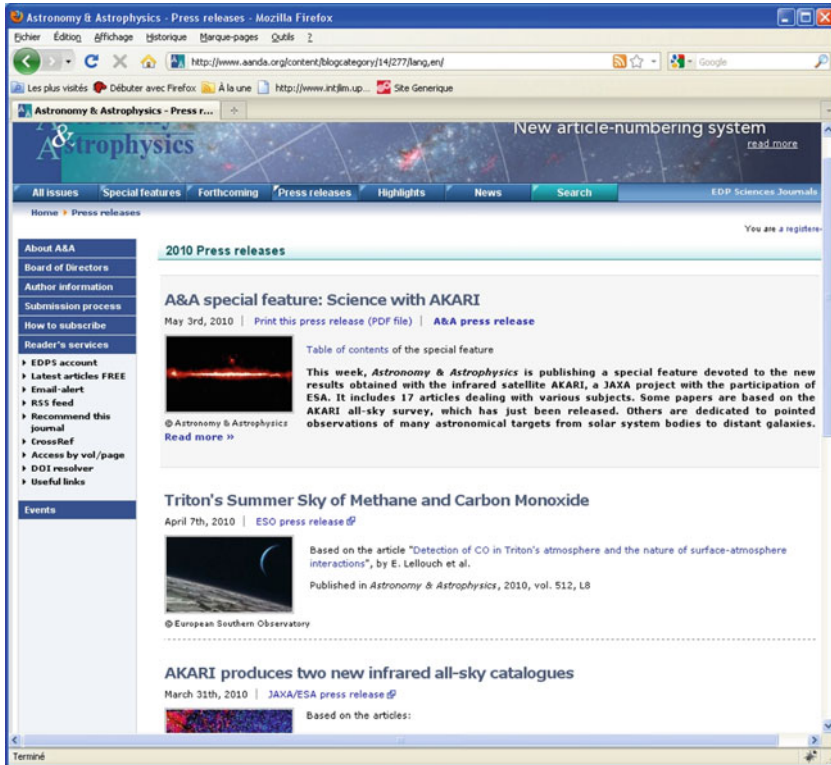 Astronomy & Astrophysics - Press releases - Mozilla Firefox
Fichier Édition Affichage Historique Marque-pages Outils ?
http://www.aanda.org/content/blogcategory/14/277/lang,en/
Google
Les plus visités Débuter avec Firefox À la une http://www.intjlm.up... Site Generique
Astronomy & Astrophysics - Press r...
&
Astrophysics
New article-numbering system
read more
All issues Special features Forthcoming Press releases Highlights News Search EDP Sciences Journals
Home Press releases
You are a registere
About A&A
Board of Directors
Author information
Submission process
How to subscribe
Reader's services
EDPS account
Latest articles FREE
Email-alert
RSS feed
Recommend this
journal
CrossRef
Access by vol/page
DOI resolver
Useful links
Events
2010 Press releases
A&A special feature: Science with AKARI
May 3rd, 2010 | Print this press release (PDF file) | A&A press release
Table of contents of the special feature
This week, Astronomy & Astrophysics is publishing a special feature devoted to the new
results obtained with the infrared satellite AKARI, a JAXA project with the participation of
ESA. It includes 17 articles dealing with various subjects. Some papers are based on the
AKARI all-sky survey, which has just been released. Others are dedicated to pointed
observations of many astronomical targets from solar system bodies to distant galaxies.
© Astronomy & Astrophysics
Read more »
Triton's Summer Sky of Methane and Carbon Monoxide
April 7th, 2010 | ESO press release
Based on the article "Detection of CO in Triton's atmosphere and the nature of surface-atmosphere
interactions", by E. Lellouch et al.
Published in Astronomy & Astrophysics, 2010, vol. 512, L8
© European Southern Observatory
AKARI produces two new infrared all-sky catalogues
March 31th, 2010 | JAXA/ESA press release
Based on the articles:
Terminé